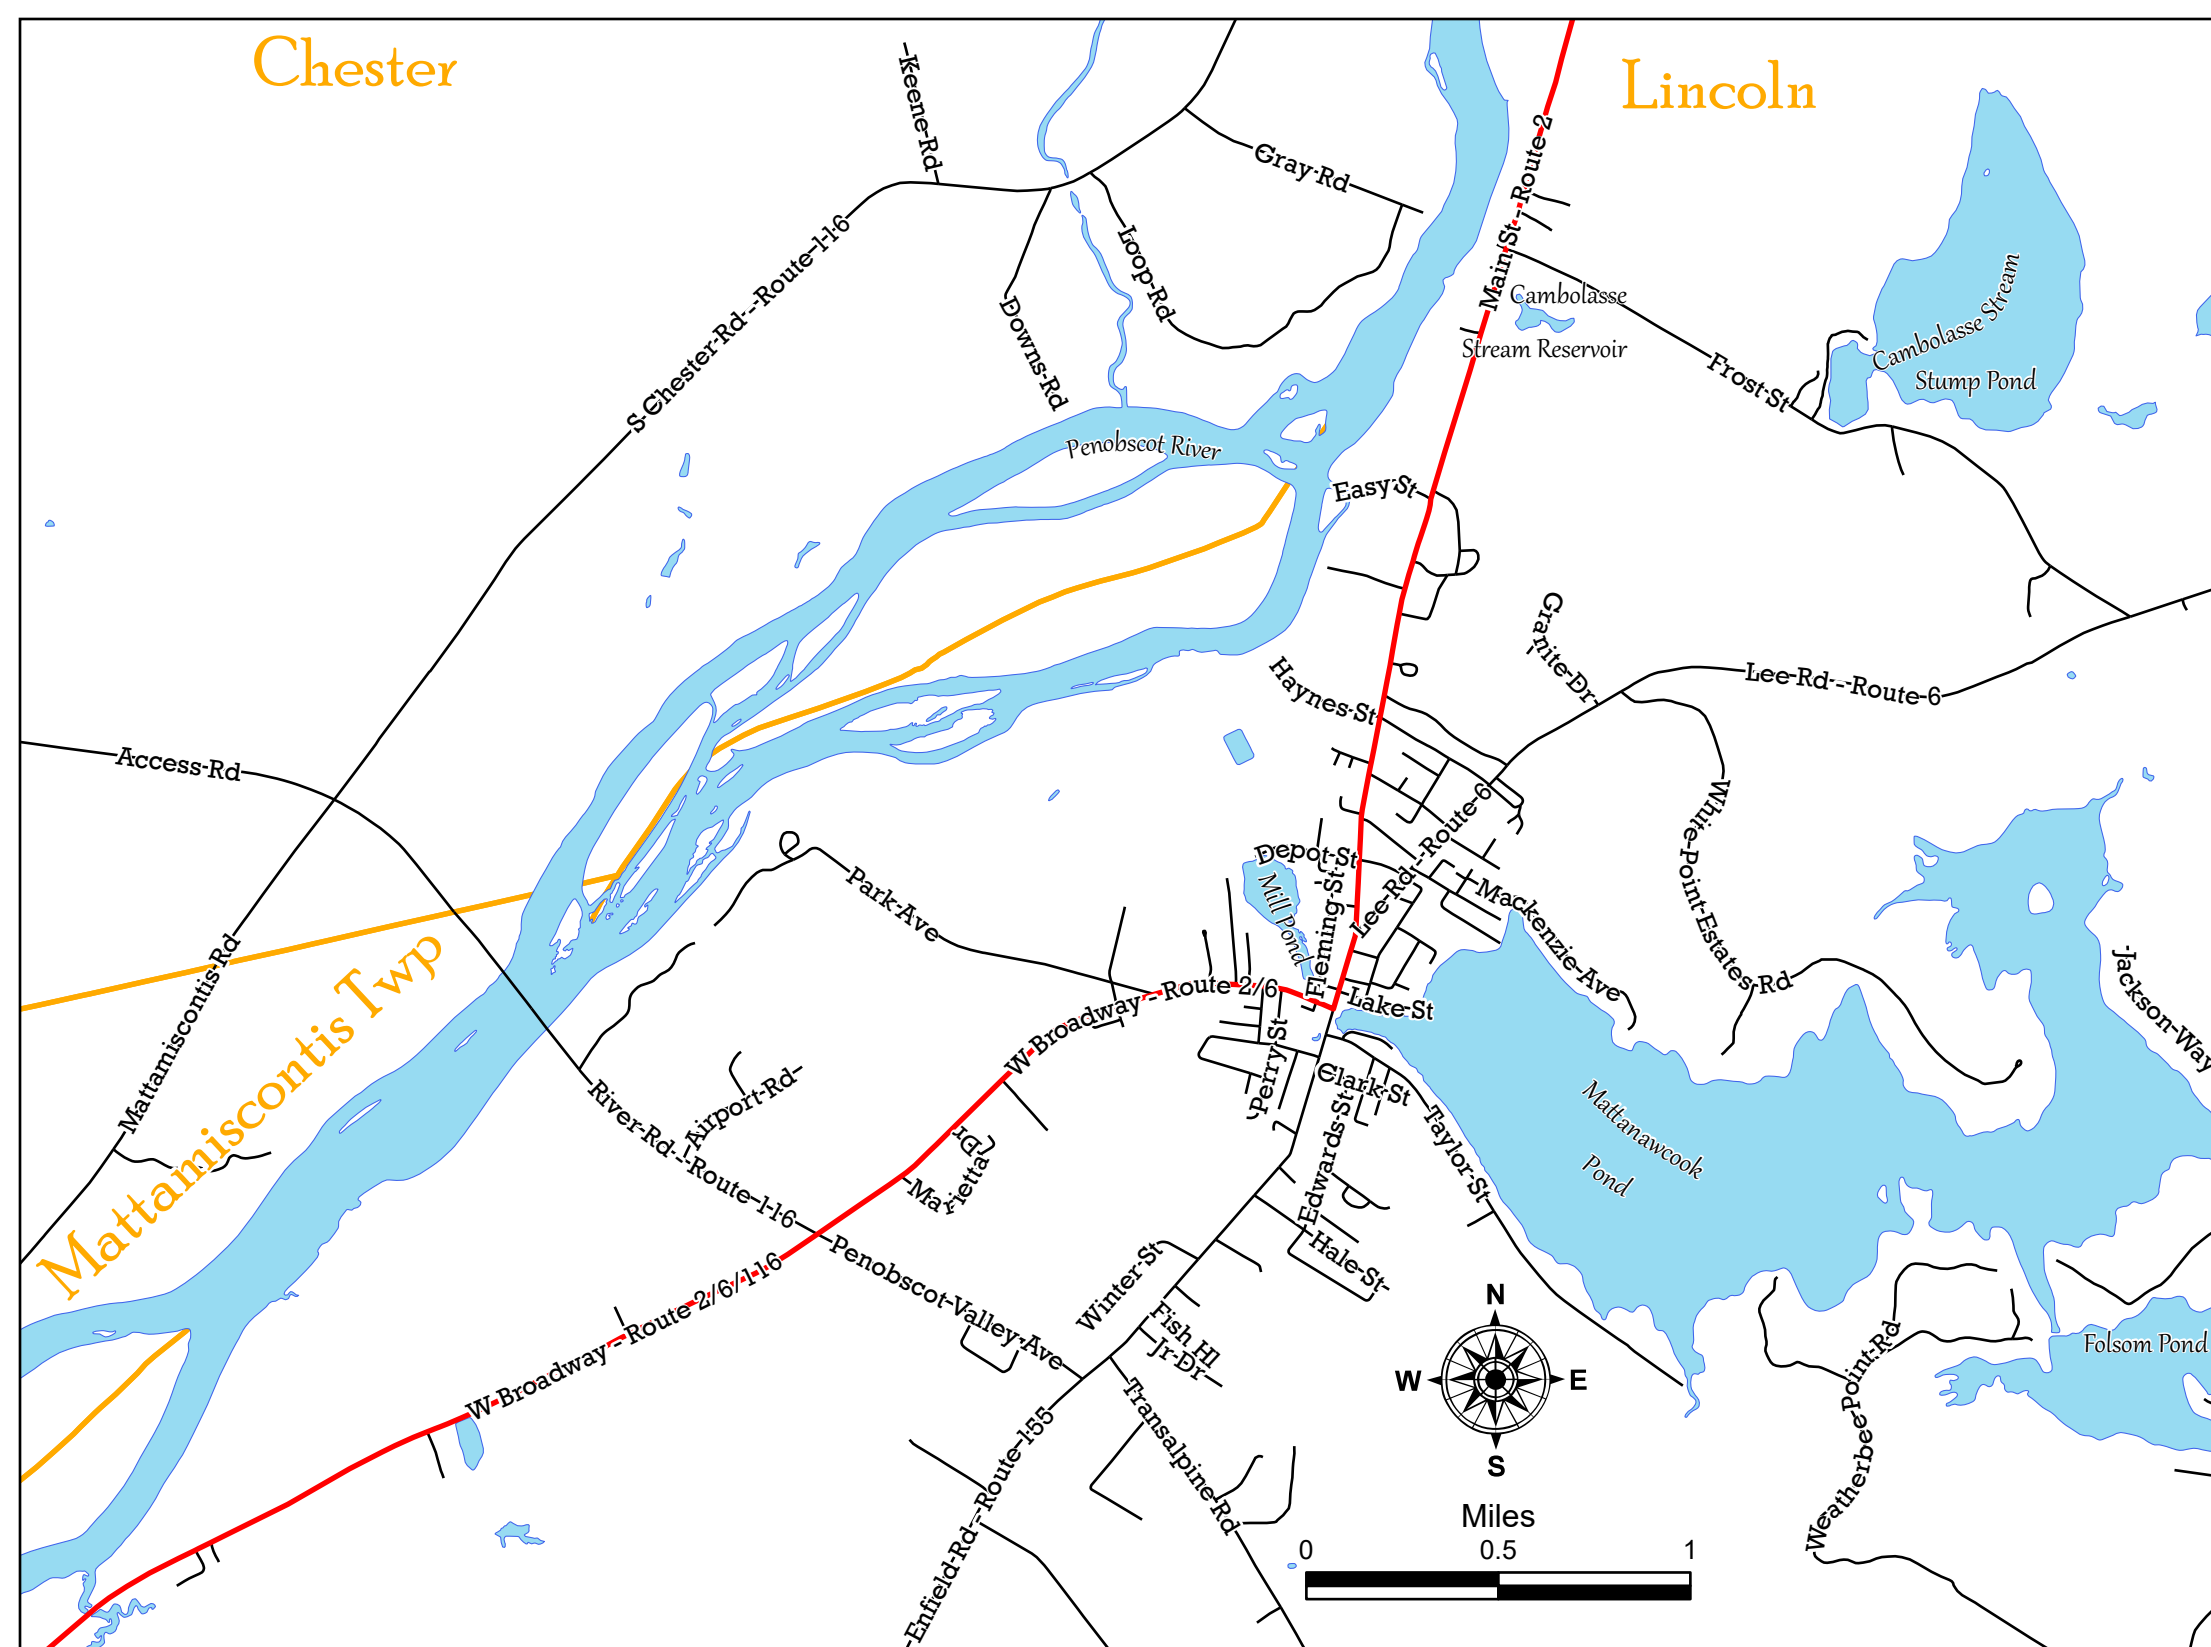 Chester
Lincoln
Keene Rd
Gray Rd
Main St - Route 2
S Chester Rd - Route 116
Loop Rd
Downs Rd
Cambolasse
Stream Reservoir
Cambolasse Stream
Stump Pond
Frost St
Penobscot River
Easy St
Granite Dr
Haynes St
Lee Rd - Route 6
Access Rd
White Point Estates Rd
Lee Rd - Route 6
Depot St
Park Ave
Mill Pond
Fleming St
Mackenzie Ave
Mattamiscontis Rd
Mattamiscontis Twp
W Broadway - Route 2/6
Lake St
Jackson Way
Perry St
Clark St
River Rd - Route 116
Airport Rd
Marietta Dr
Edwards St
Taylor St
Mattanawcook
Pond
Hale St
Winter St
W Broadway - Route 2/6/116
Penobscot Valley Ave
Fish Hl
Jr Dr
Folsom Pond
Weatherbee Point Rd
Transalpine Rd
Enfield Rd - Route 155
N
W
E
S
Miles
0 0.5 1